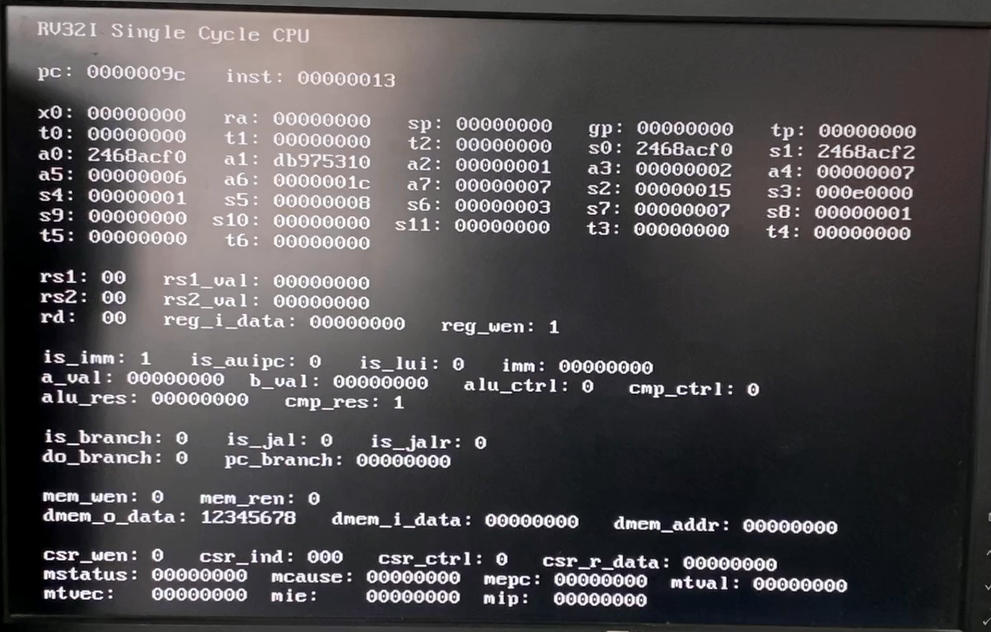 RV32I Single Cycle CPU
pc: 0000009c inst: 00000013
x0: 00000000 ra: 00000000 sp: 00000000 gp: 00000000 tp: 00000000
t0: 00000000 t1: 00000000 t2: 00000000 s0: 2468acf0 s1: 2468acf2
a0: 2468acf0 a1: db975310 a2: 00000001 a3: 00000002 a4: 00000007
a5: 00000006 a6: 0000001c a7: 00000007 s2: 00000015 s3: 000e0000
s4: 00000001 s5: 00000008 s6: 00000003 s7: 00000007 s8: 00000001
s9: 00000000 s10: 00000000 s11: 00000000 t3: 00000000 t4: 00000000
t5: 00000000 t6: 00000000
rs1: 00 rs1_val: 00000000
rs2: 00 rs2_val: 00000000
rd: 00 reg_i_data: 00000000 reg_wen: 1
is_imm: 1 is_auipc: 0 is_lui: 0 imm: 00000000
a_val: 00000000 b_val: 00000000 alu_ctrl: 0 cmp_ctrl: 0
alu_res: 00000000 cmp_res: 1
is_branch: 0 is_jal: 0 is_jalr: 0
do_branch: 0 pc_branch: 00000000
mem_wen: 0 mem_ren: 0
dmem_o_data: 12345678 dmem_i_data: 00000000 dmem_addr: 00000000
csr_wen: 0 csr_ind: 000 csr_ctrl: 0 csr_r_data: 00000000
mstatus: 00000000 mcause: 00000000 mepc: 00000000 mtval: 00000000
mtvec: 00000000 mie: 00000000 mip: 00000000